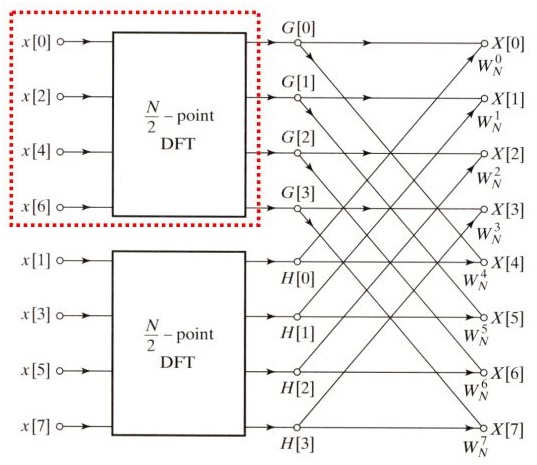 G[0]
x[0] X[0]
W_N^0
G[1]
x[2] X[1]
N/2 – point
DFT
W_N^1
G[2]
x[4] X[2]
W_N^2
G[3]
x[6] X[3]
W_N^3
x[1] X[4]
H[0] W_N^4
x[3] X[5]
N/2 – point
DFT
H[1] W_N^5
x[5] X[6]
H[2] W_N^6
x[7] X[7]
H[3] W_N^7